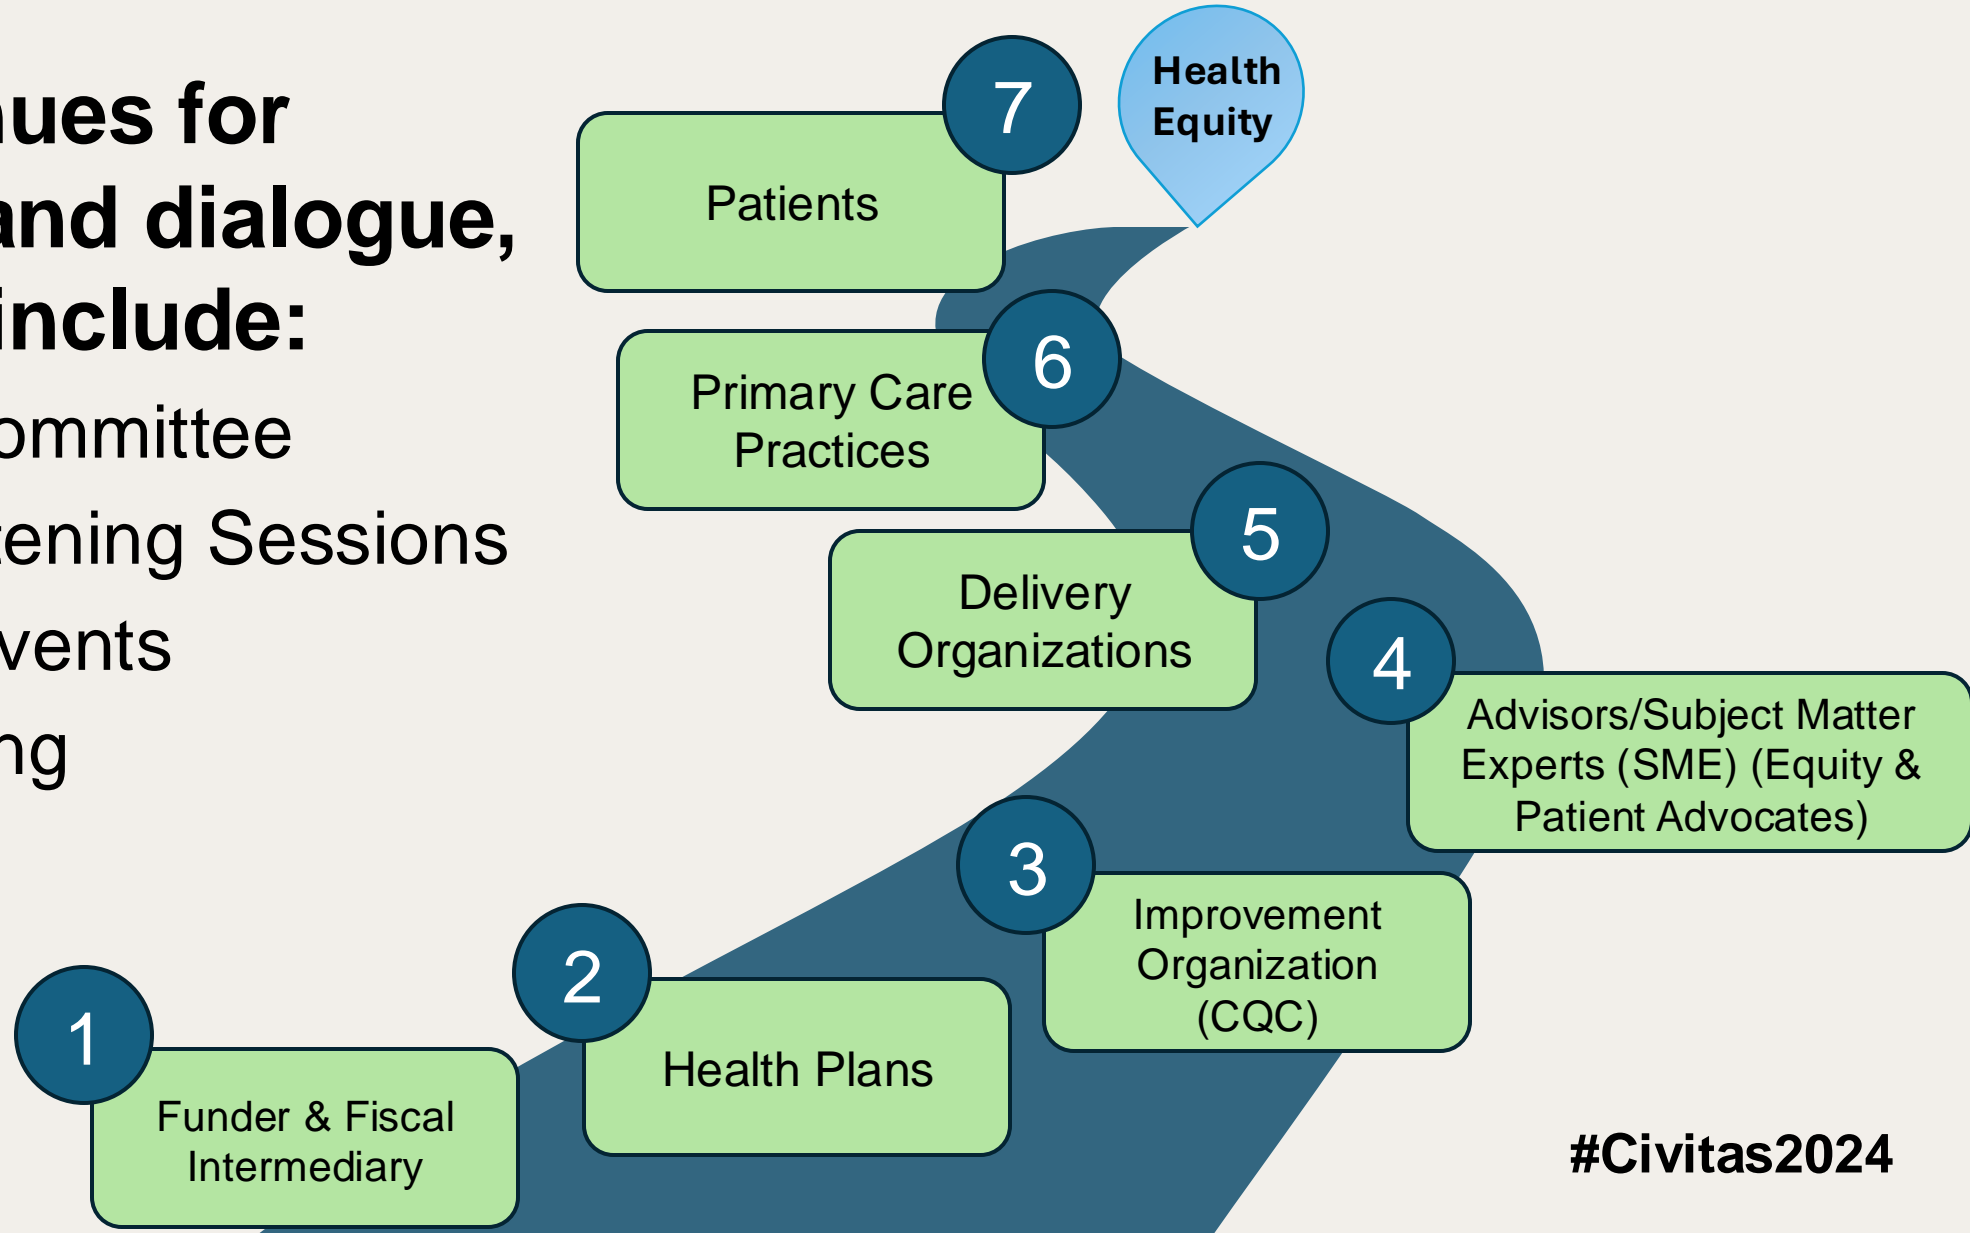 nues for
and dialogue,
include:
ommittee
tening Sessions
vents
ng
7
Patients
Health
Equity
6
Primary Care
Practices
5
Delivery
Organizations
4
Advisors/Subject Matter
Experts (SME) (Equity &
Patient Advocates)
3
Improvement
Organization
(CQC)
2
Health Plans
1
Funder & Fiscal
Intermediary
#Civitas2024